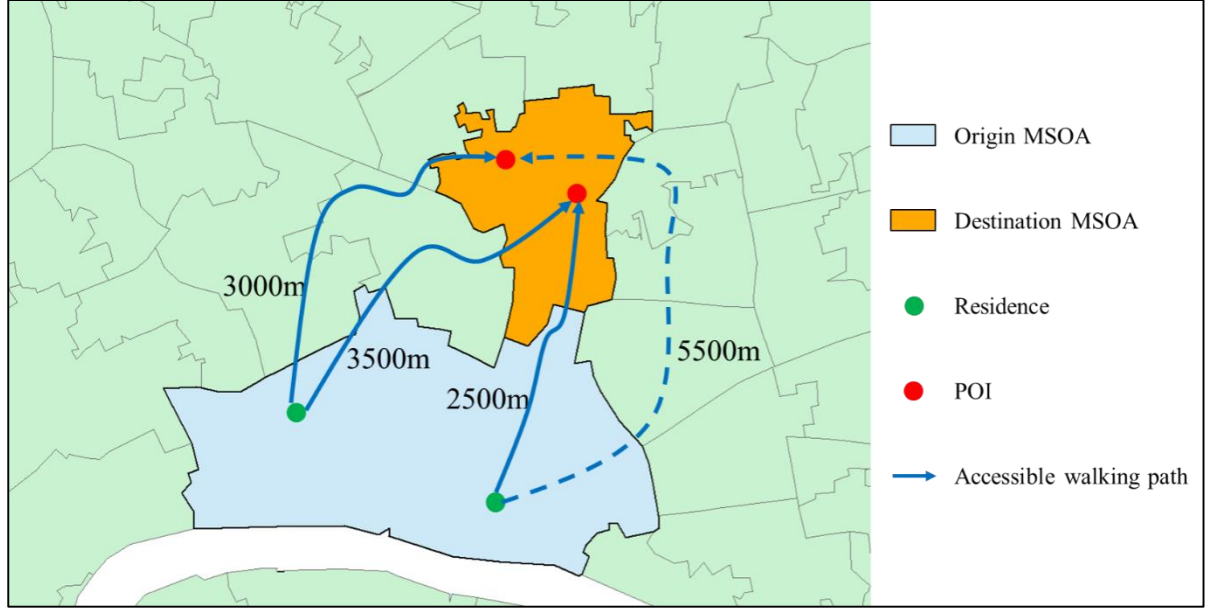 3000m
3500m
2500m
5500m
Origin MSOA
Destination MSOA
Residence
POI
Accessible walking path